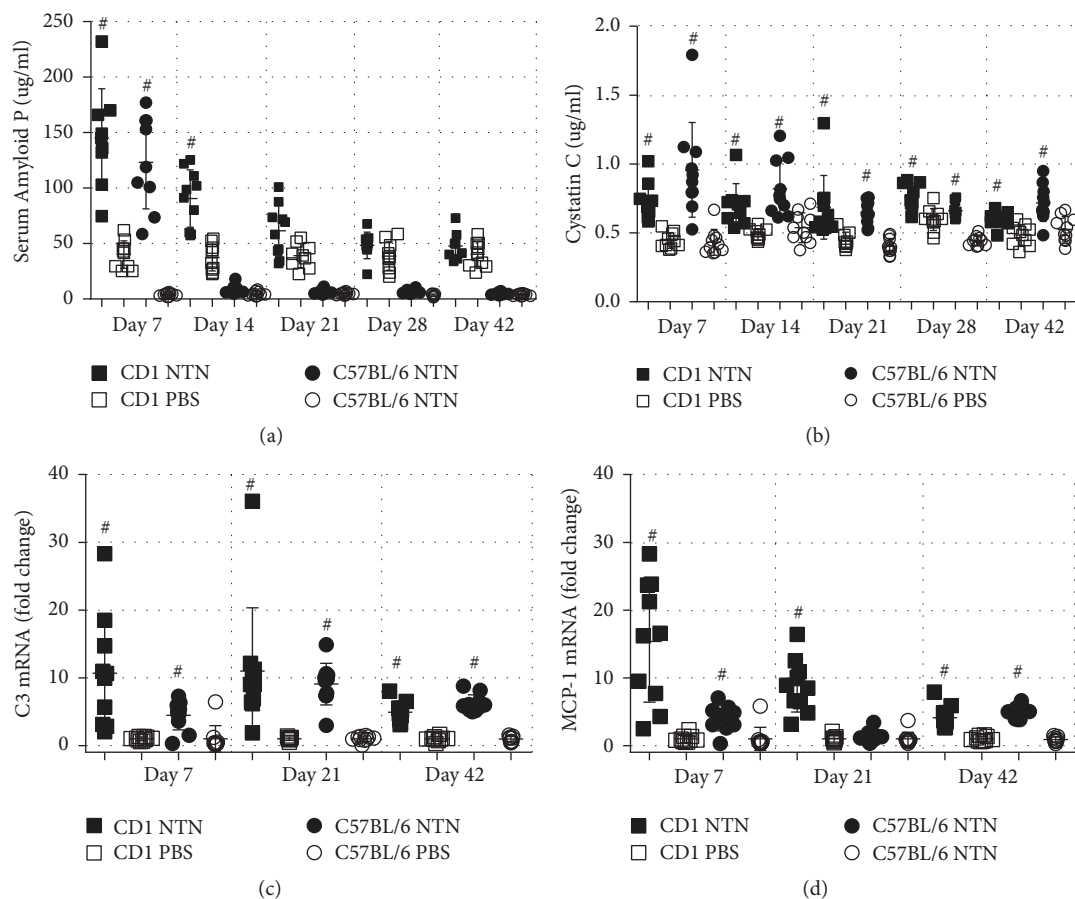 #
#
#
250
200
150
100
50
0
Serum Amyloid P (ug/ml)
Day 7 Day 14 Day 21 Day 28 Day 42
CD1 NTN C57BL/6 NTN
CD1 PBS C57BL/6 NTN
(a)
# # # # # # # # # #
2.0
1.5
1.0
0.5
0.0
Cystatin C (ug/ml)
Day 7 Day 14 Day 21 Day 28 Day 42
CD1 NTN C57BL/6 NTN
CD1 PBS C57BL/6 PBS
(b)
# # # # # #
40
30
20
10
0
C3 mRNA (fold change)
Day 7 Day 21 Day 42
CD1 NTN C57BL/6 NTN
CD1 PBS C57BL/6 PBS
(c)
# # # # #
40
30
20
10
0
MCP-1 mRNA (fold change)
Day 7 Day 21 Day 42
CD1 NTN C57BL/6 NTN
CD1 PBS C57BL/6 NTN
(d)